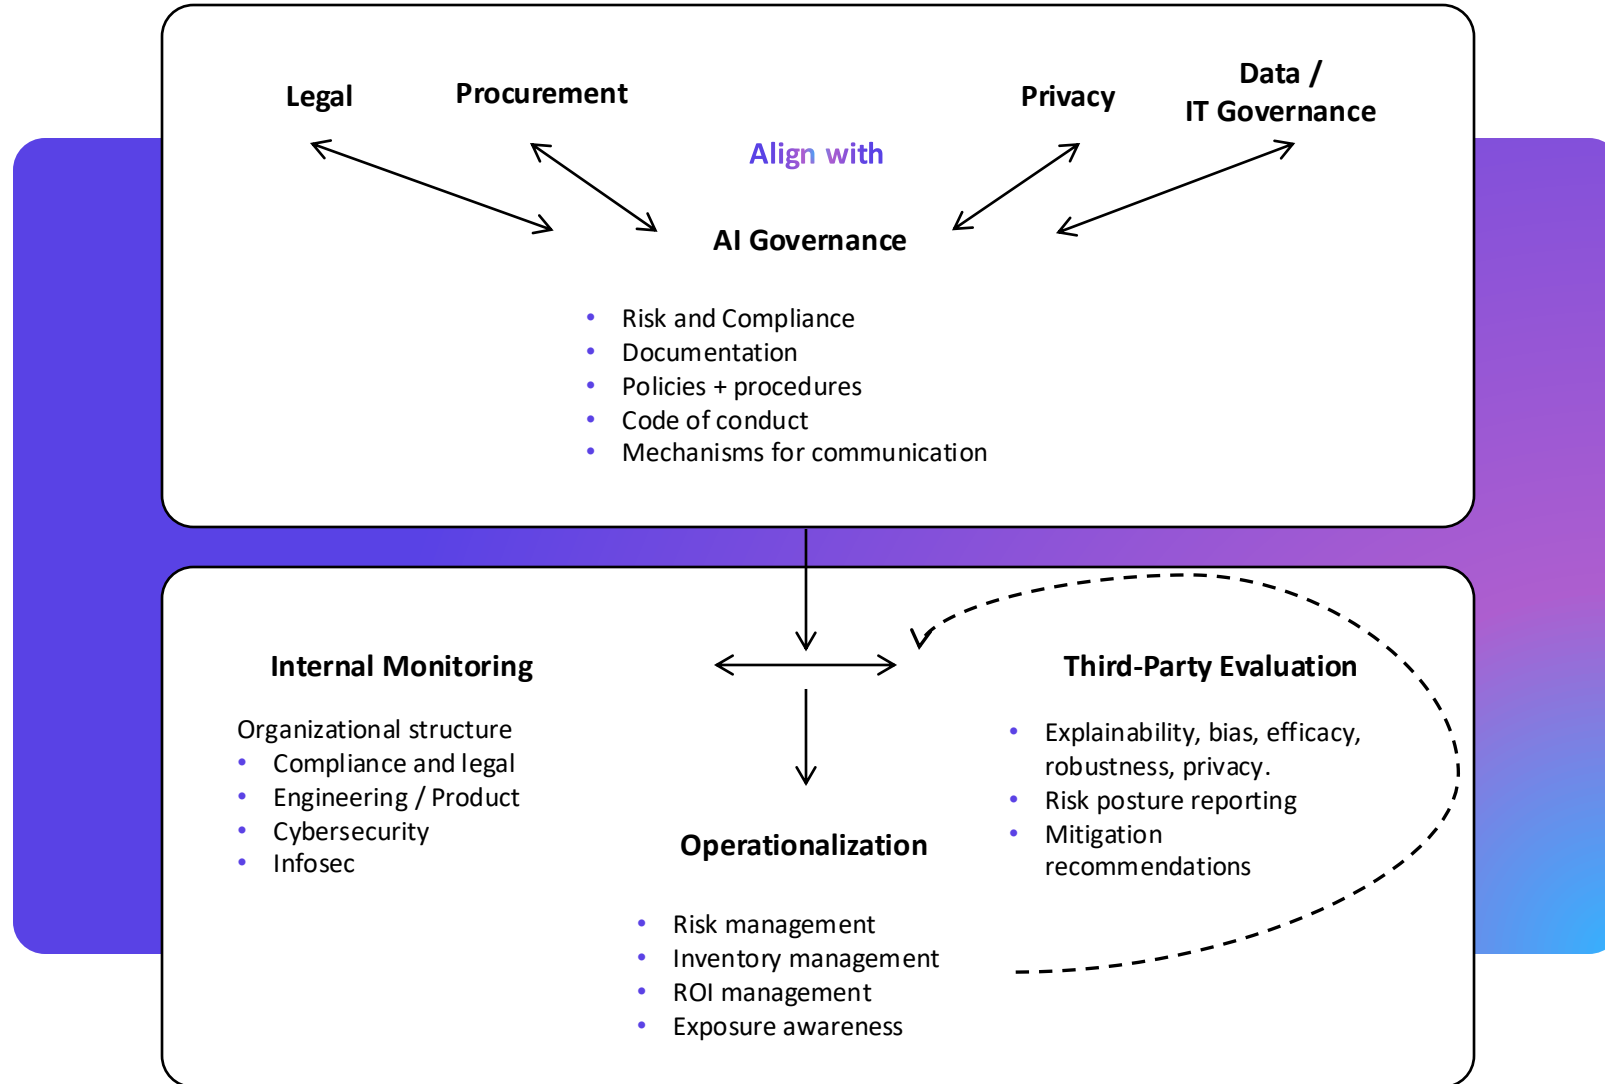 Legal
Procurement
Privacy
Data /
IT Governance
Align with
AI Governance
• Risk and Compliance
• Documentation
• Policies + procedures
• Code of conduct
• Mechanisms for communication
Internal Monitoring
Organizational structure
• Compliance and legal
• Engineering / Product
• Cybersecurity
• Infosec
Third-Party Evaluation
• Explainability, bias, efficacy,
robustness, privacy.
• Risk posture reporting
• Mitigation
recommendations
Operationalization
• Risk management
• Inventory management
• ROI management
• Exposure awareness